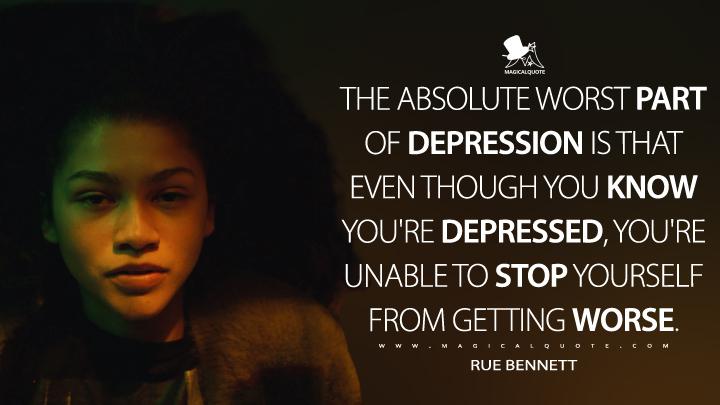 MAGICALQUOTE
THE ABSOLUTE WORST PART
OF DEPRESSION IS THAT
EVEN THOUGH YOU KNOW
YOU'RE DEPRESSED, YOU'RE
UNABLE TO STOP YOURSELF
FROM GETTING WORSE.
WWW.MAGICALQUOTE.COM
RUE BENNETT